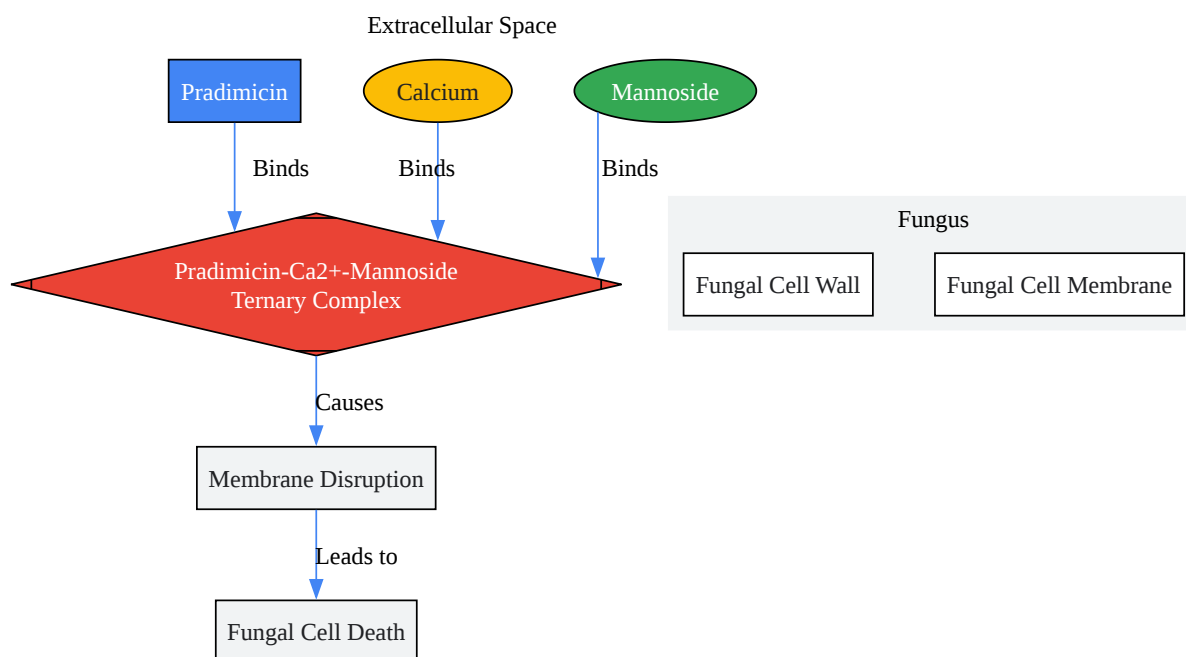 Extracellular Space
Pradimicin
Calcium
Mannoside
Binds
Binds
Binds
Fungus
Fungal Cell Wall
Fungal Cell Membrane
Pradimicin-Ca2+-Mannoside
Ternary Complex
Causes
Membrane Disruption
Leads to
Fungal Cell Death